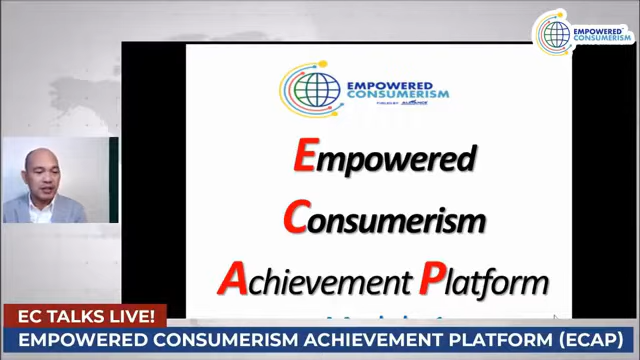 EMPOWERED
CONSUMERISM
EMPOWERED
CONSUMERISM
Empowered
Consumerism
Achievement Platform
EC TALKS LIVE!
EMPOWERED CONSUMERISM ACHIEVEMENT PLATFORM (ECAP)